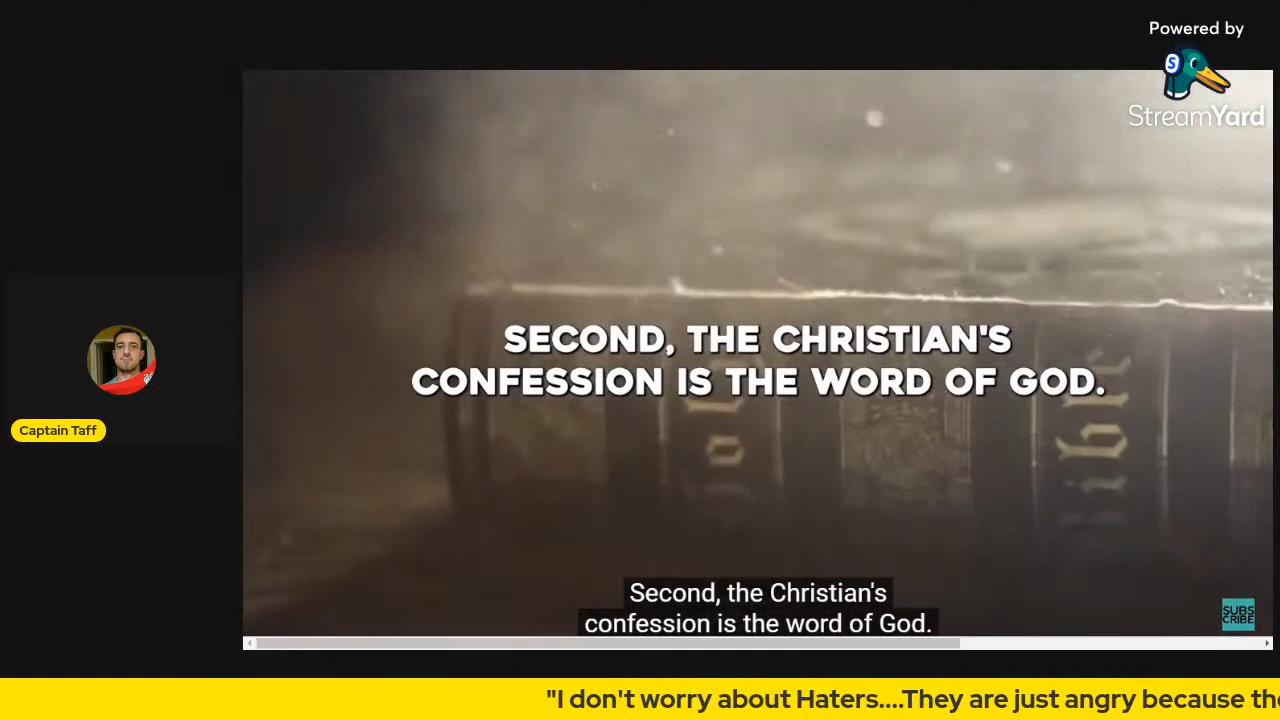 Powered by
StreamYard
SECOND, THE CHRISTIAN'S
CONFESSION IS THE WORD OF GOD.
Captain Taff
Second, the Christian's
confession is the word of God.
SUBS
CRIBE
"I don't worry about Haters....They are just angry because